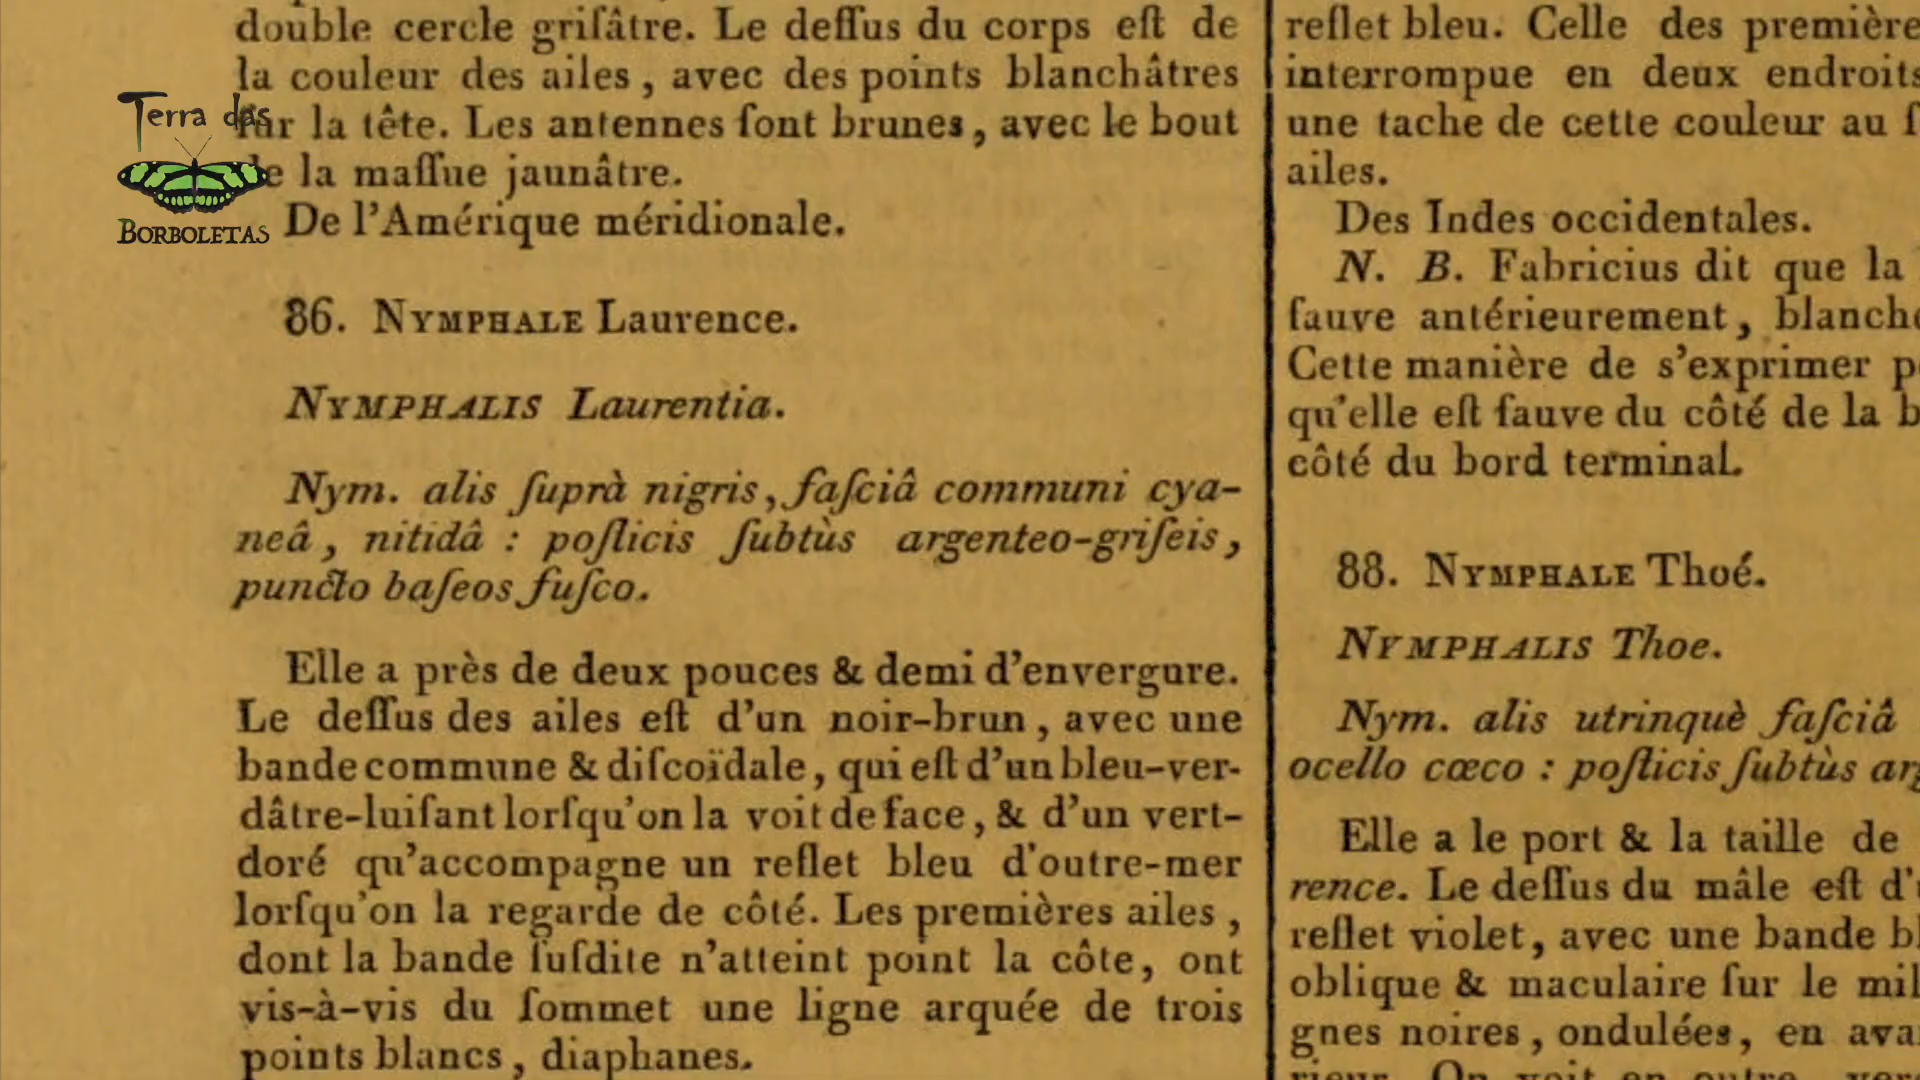 double cercle griſâtre. Le deſſus du corps eſt de
la couleur des ailes, avec des points blanchâtres
ſur la tête. Les antennes ſont brunes, avec le bout
de la maſſue jaunâtre.
De l'Amérique méridionale.
86. NYMPHALE Laurence.
NYMPHALIS Laurentia.
Nym. alis ſuprà nigris, faſciâ communi cya-
neâ, nitidâ : poſticis ſubtùs argenteo-griſeis,
puncto baſeos fuſco.
Elle a près de deux pouces & demi d'envergure.
Le deſſus des ailes eſt d'un noir-brun, avec une
bande commune & diſcoïdale, qui eſt d'un bleu-ver-
dâtre-luiſant lorſqu'on la voit de face, & d'un vert-
doré qu'accompagne un reflet bleu d'outre-mer
lorſqu'on la regarde de côté. Les premières ailes,
dont la bande ſuſdite n'atteint point la côte, ont
vis-à-vis du ſommet une ligne arquée de trois
points blancs, diaphanes.
reflet bleu. Celle des première
interrompue en deux endroits
une tache de cette couleur au ſ
ailes.
Des Indes occidentales.
N. B. Fabricius dit que la
fauve antérieurement, blanch
Cette manière de s'exprimer p
qu'elle eſt fauve du côté de la b
côté du bord terminal.
88. NYMPHALE Thoé.
NYMPHALIS Thoe.
Nym. alis utrinquè faſciâ
ocello cœco : poſticis ſubtùs ar
Elle a le port & la taille de
rence. Le deſſus du mâle eſt d'
reflet violet, avec une bande bl
oblique & maculaire ſur le mil
gnes noires, ondulées, en ava
rieur. On voit en outre
Terra das
BORBOLETAS